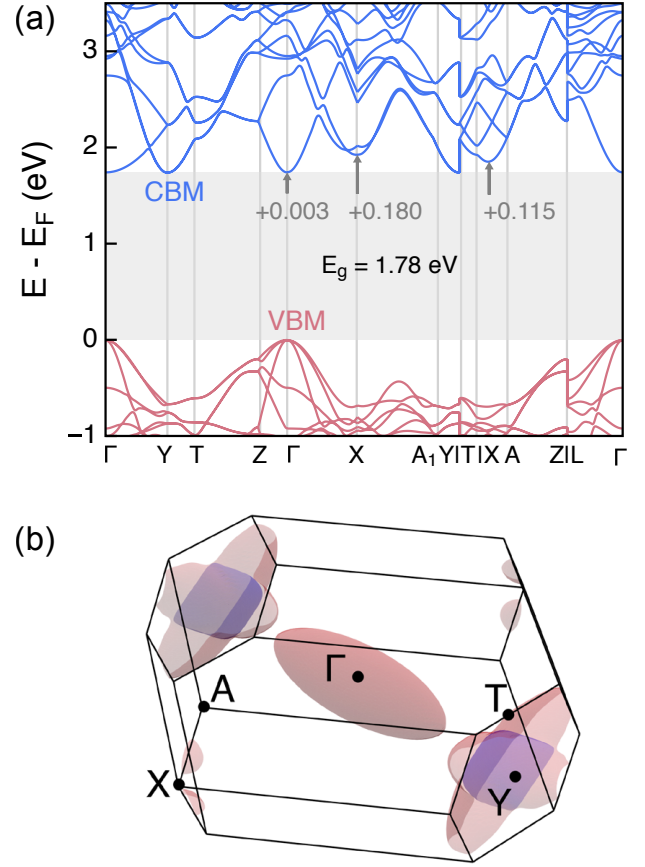 (a)
E - E_F (eV)
3
2
1
0
−1
CBM
+0.003
+0.180
+0.115
E_g = 1.78 eV
VBM
Γ Y T Z Γ X A₁ Y|T|X A Z|L Γ
(b)
Γ
A
T
X
Y